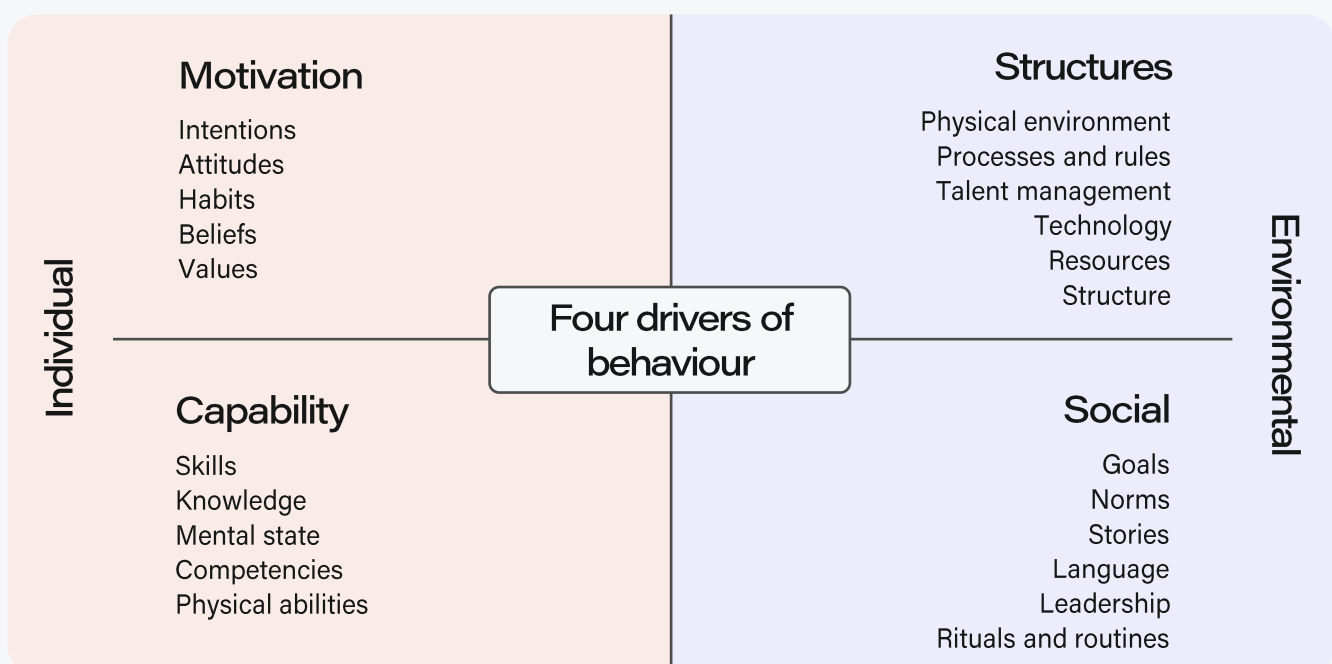 Motivation
Intentions
Attitudes
Habits
Beliefs
Values
Structures
Physical environment
Processes and rules
Talent management
Technology
Resources
Structure
Individual
Four drivers of
behaviour
Environmental
Capability
Skills
Knowledge
Mental state
Competencies
Physical abilities
Social
Goals
Norms
Stories
Language
Leadership
Rituals and routines